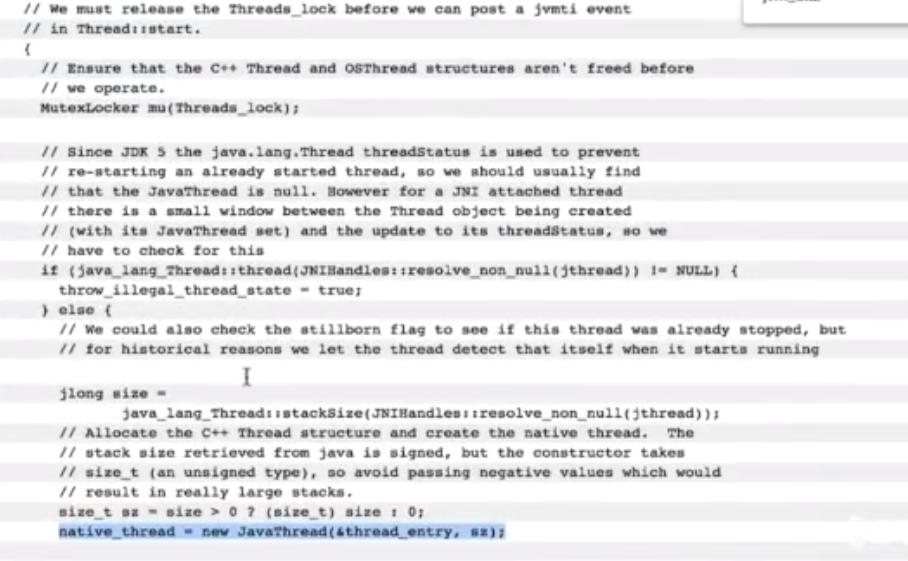 // We must release the Threads_lock before we can post a jvmti event
// in Thread::start.
{
// Ensure that the C++ Thread and OSThread structures aren't freed before
// we operate.
MutexLocker mu(Threads_lock);
// Since JDK 5 the java.lang.Thread threadStatus is used to prevent
// re-starting an already started thread, so we should usually find
// that the JavaThread is null. However for a JNI attached thread
// there is a small window between the Thread object being created
// (with its JavaThread set) and the update to its threadStatus, so we
// have to check for this
if (java_lang_Thread::thread(JNIHandles::resolve_non_null(jthread)) != NULL) {
throw_illegal_thread_state = true;
} else {
// We could also check the stillborn flag to see if this thread was already stopped, but
// for historical reasons we let the thread detect that itself when it starts running
jlong size =
java_lang_Thread::stackSize(JNIHandles::resolve_non_null(jthread));
// Allocate the C++ Thread structure and create the native thread.  The
// stack size retrieved from java is signed, but the constructor takes
// size_t (an unsigned type), so avoid passing negative values which would
// result in really large stacks.
size_t sz = size > 0 ? (size_t) size : 0;
native_thread = new JavaThread(&thread_entry, sz);